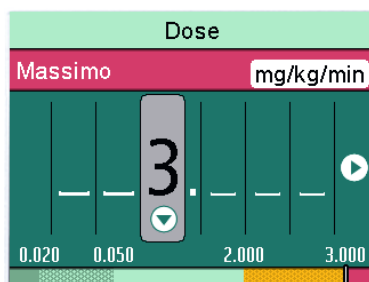 Dose
Massimo mg/kg/min
_ _ 3. _ _ _
0.020 0.050 2.000 3.000